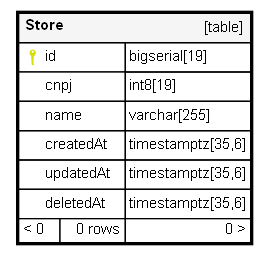 Store [table]
id bigserial[19]
cnpj int8[19]
name varchar[255]
createdAt timestamptz[35,6]
updatedAt timestamptz[35,6]
deletedAt timestamptz[35,6]
< 0 0 rows 0 >